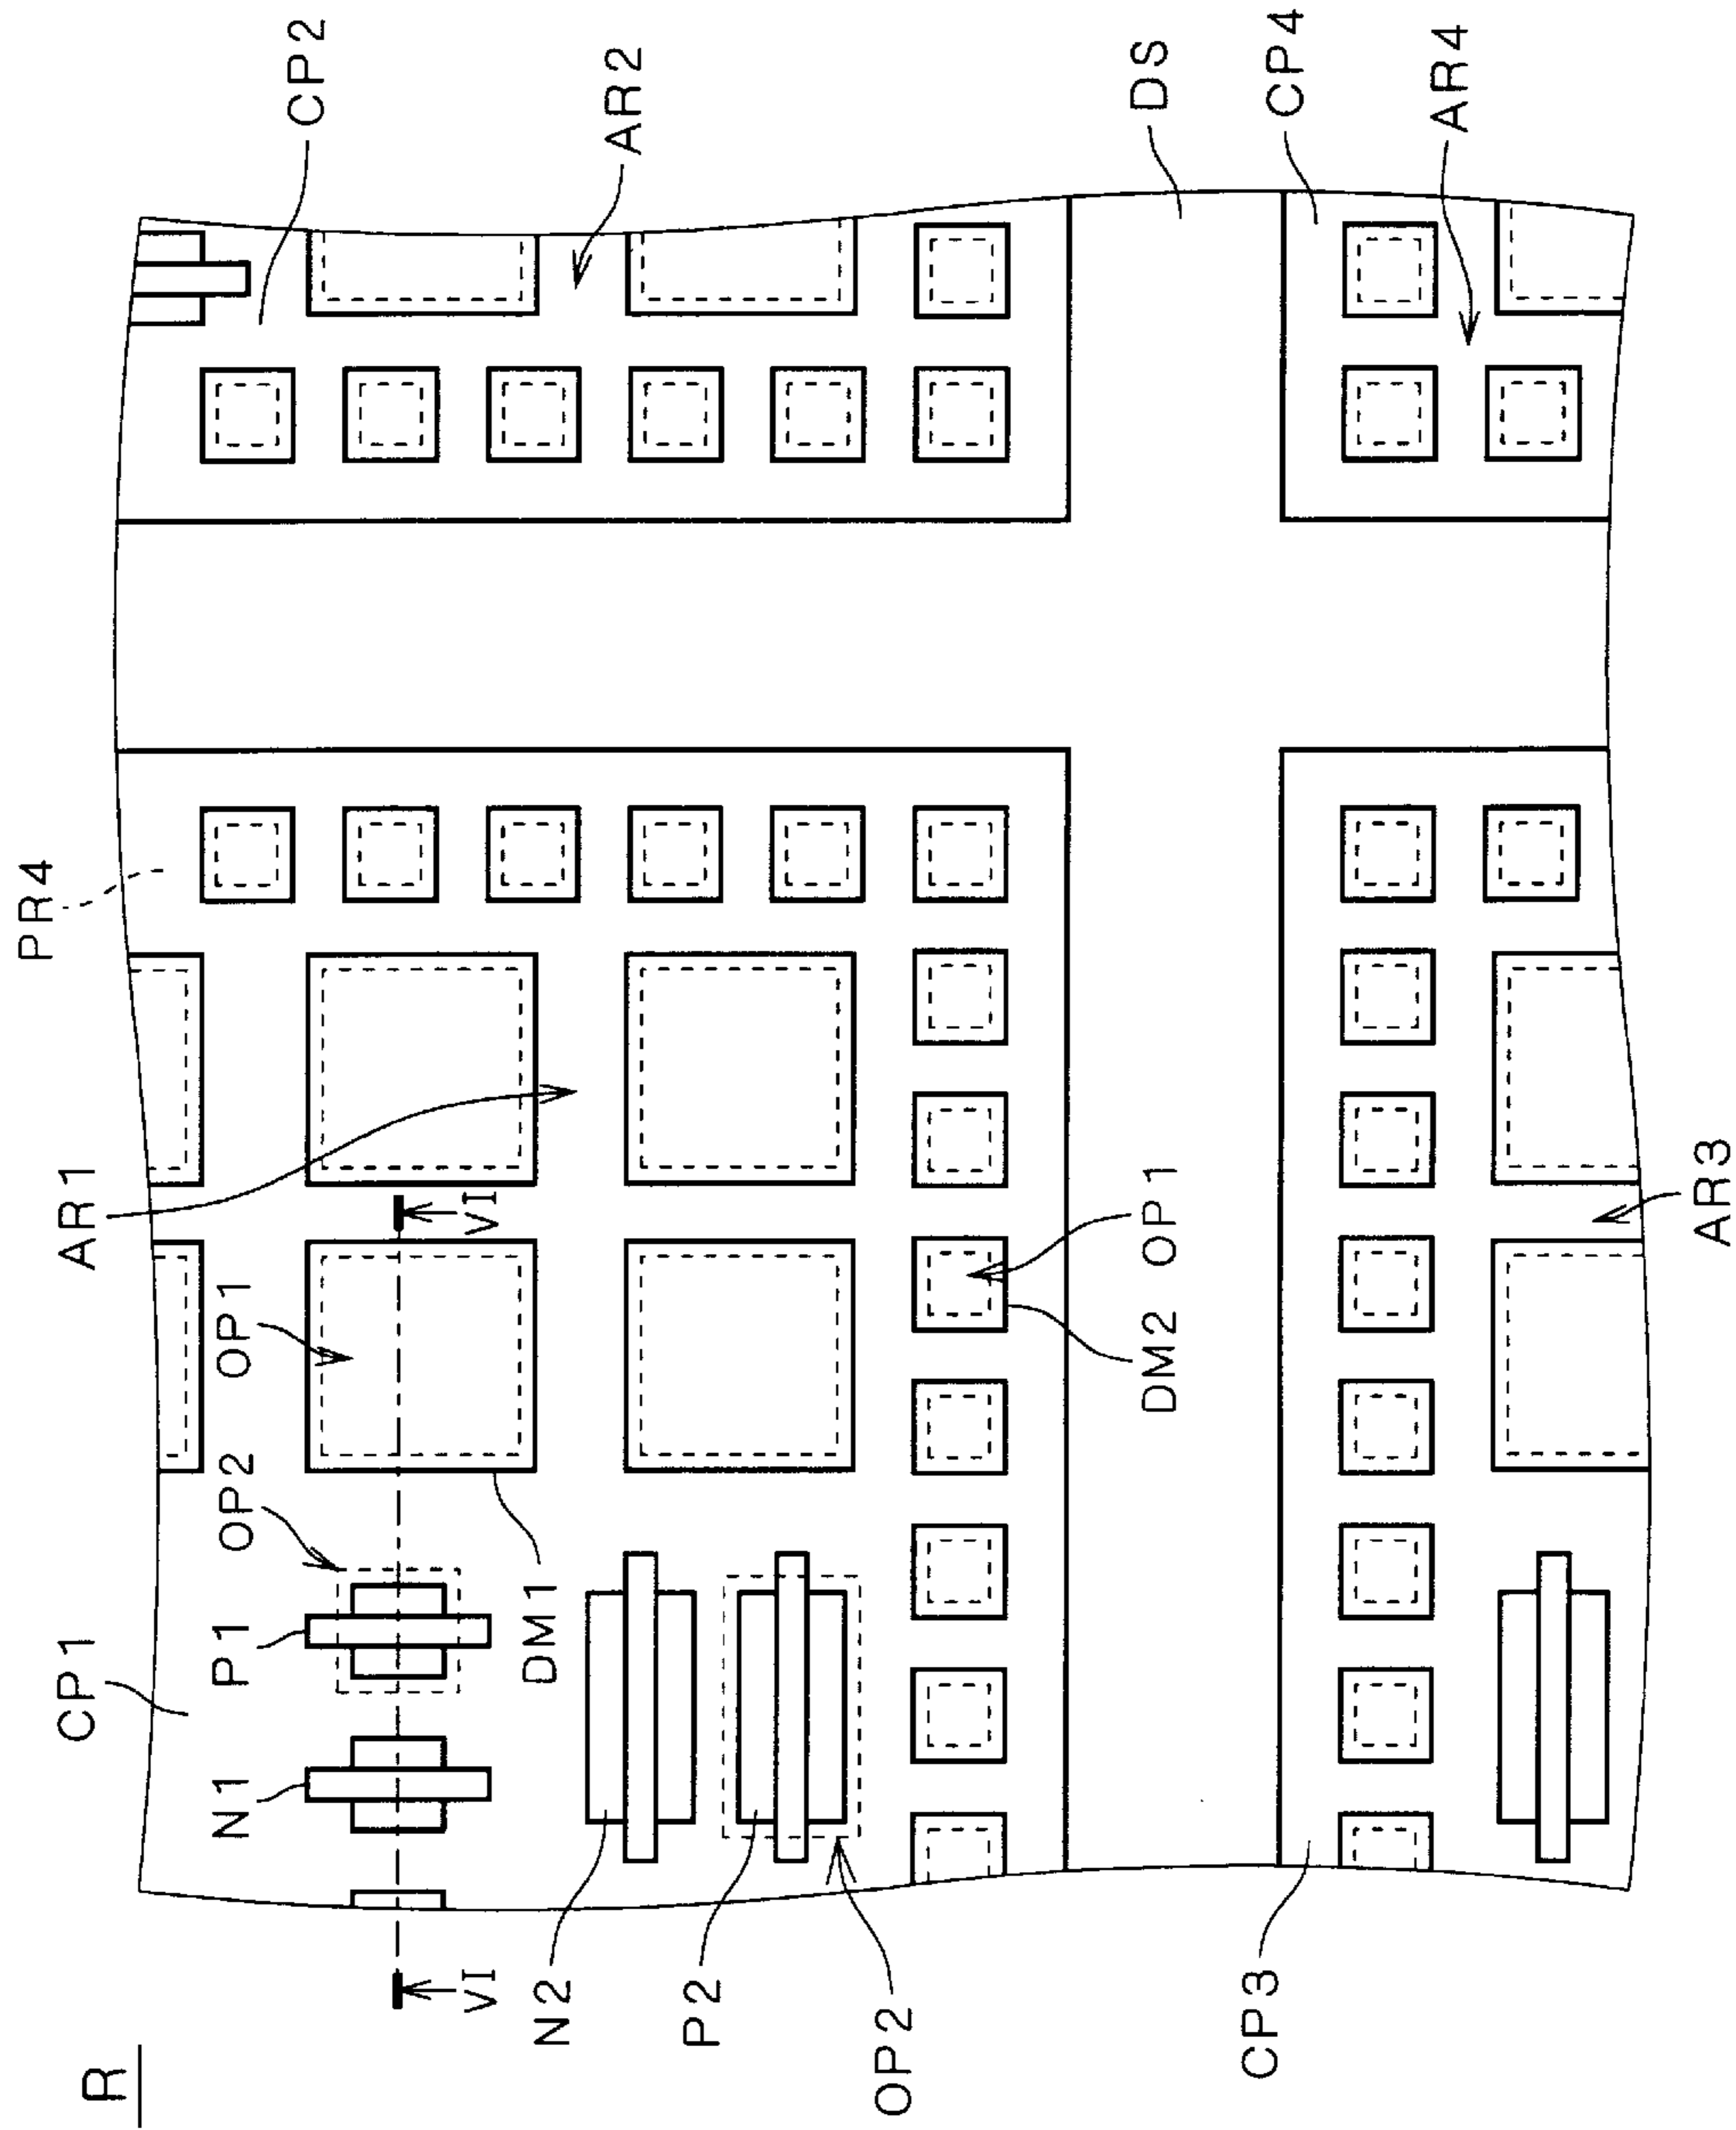 R
PR4
CP1
AR1
N1
P1
OP2
OP1
CP2
VI
VI
N2
DM1
AR2
P2
OP2
DM2 OP1
DS
CP3
CP4
AR4
AR3